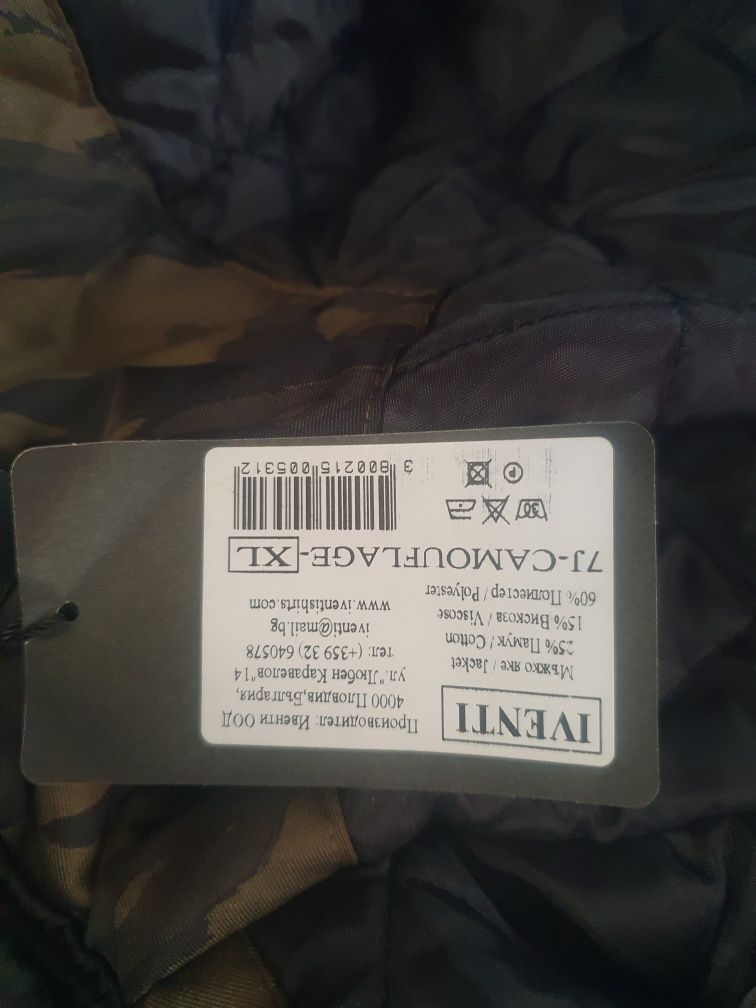 IVENTI
Производител: Ивенти ООД
4000 Пловдив,България,
ул."Любен Каравелов"14
тел: (+359 32) 640578
iventi@mail.bg
www.iventishirts.com
Мъжко яке / Jacket
25% Памук / Cotton
15% Вискоза / Viscose
60% Полиестер / Polyester
7J-CAMOUFLAGE-XL
30
P
3 800215 005312